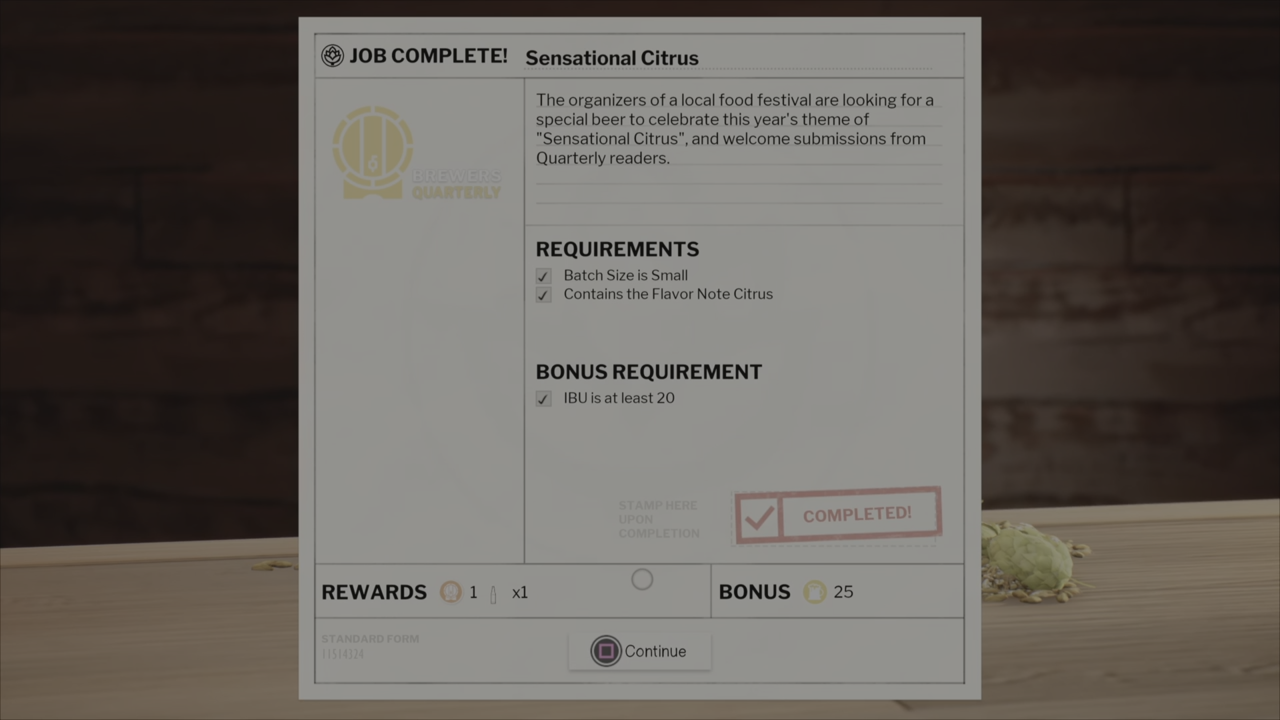 JOB COMPLETE! Sensational Citrus
BREWERS
QUARTERLY
The organizers of a local food festival are looking for a
special beer to celebrate this year's theme of
"Sensational Citrus", and welcome submissions from
Quarterly readers.
REQUIREMENTS
Batch Size is Small
Contains the Flavor Note Citrus
BONUS REQUIREMENT
IBU is at least 20
STAMP HERE
UPON
COMPLETION
COMPLETED!
REWARDS 1 x1
BONUS 25
STANDARD FORM
11514324
Continue